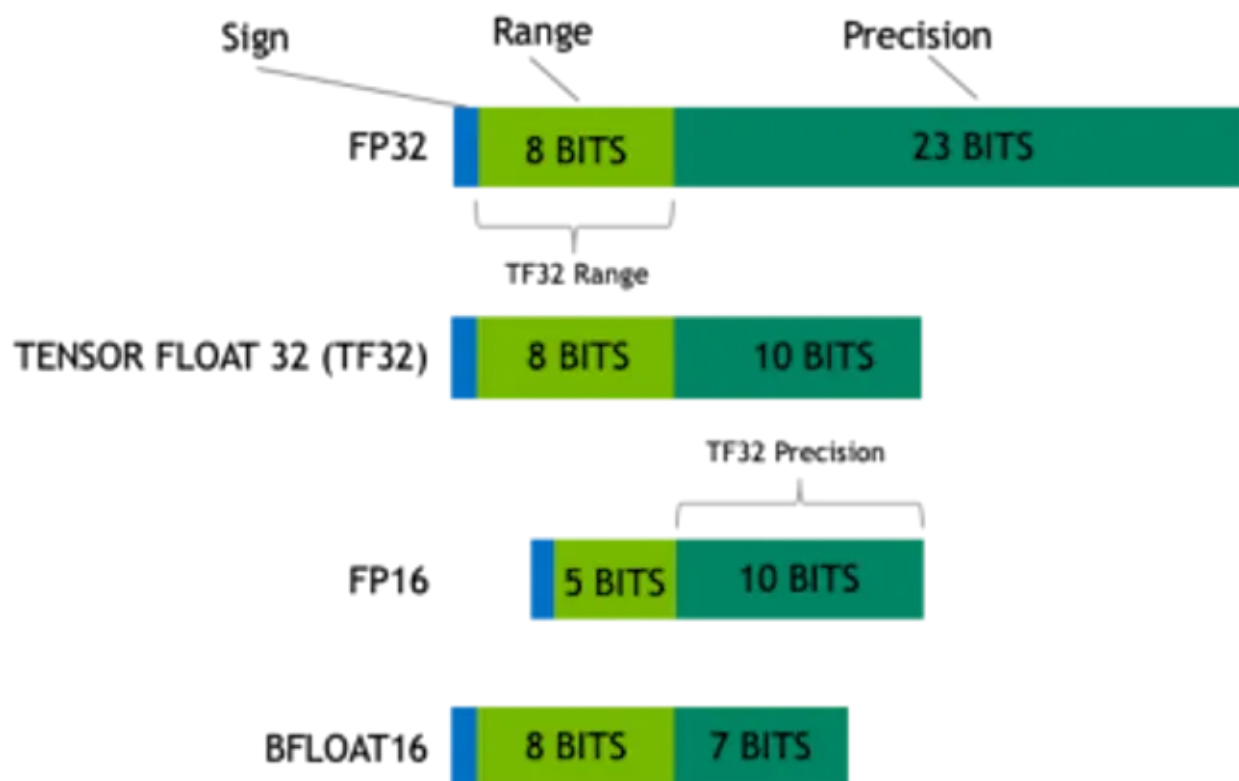 Sign Range Precision
FP32 8 BITS 23 BITS
TF32 Range
TENSOR FLOAT 32 (TF32) 8 BITS 10 BITS
TF32 Precision
FP16 5 BITS 10 BITS
BFLOAT16 8 BITS 7 BITS